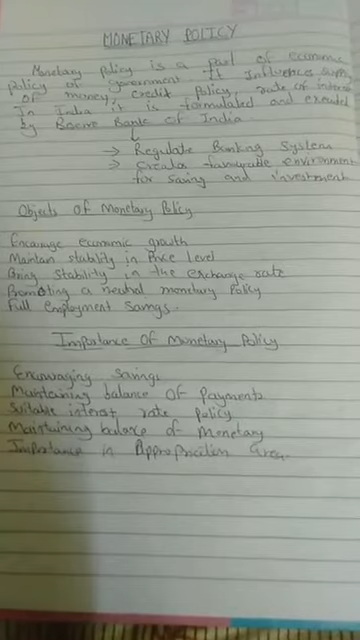 MONETARY POLICY
Monetary policy is a part of economic
Policy of government. It Influences supply
of money, credit policy, rate of interest
In India it is formulated and executed
by Reserve Bank of India
→ Regulate Banking System
→ Creates favourable environment
for saving and investment
Objects of Monetary Policy
Encourage economic growth
Maintain stability in Price Level
Bring stability in the exchange rate
Promoting a neutral monetary Policy
Full Employment Savings.
Importance of Monetary Policy
Encouraging Savings
Maintaining balance of Payments
Suitable interest rate policy
Maintaining balance of Monetary
Importance in Area.